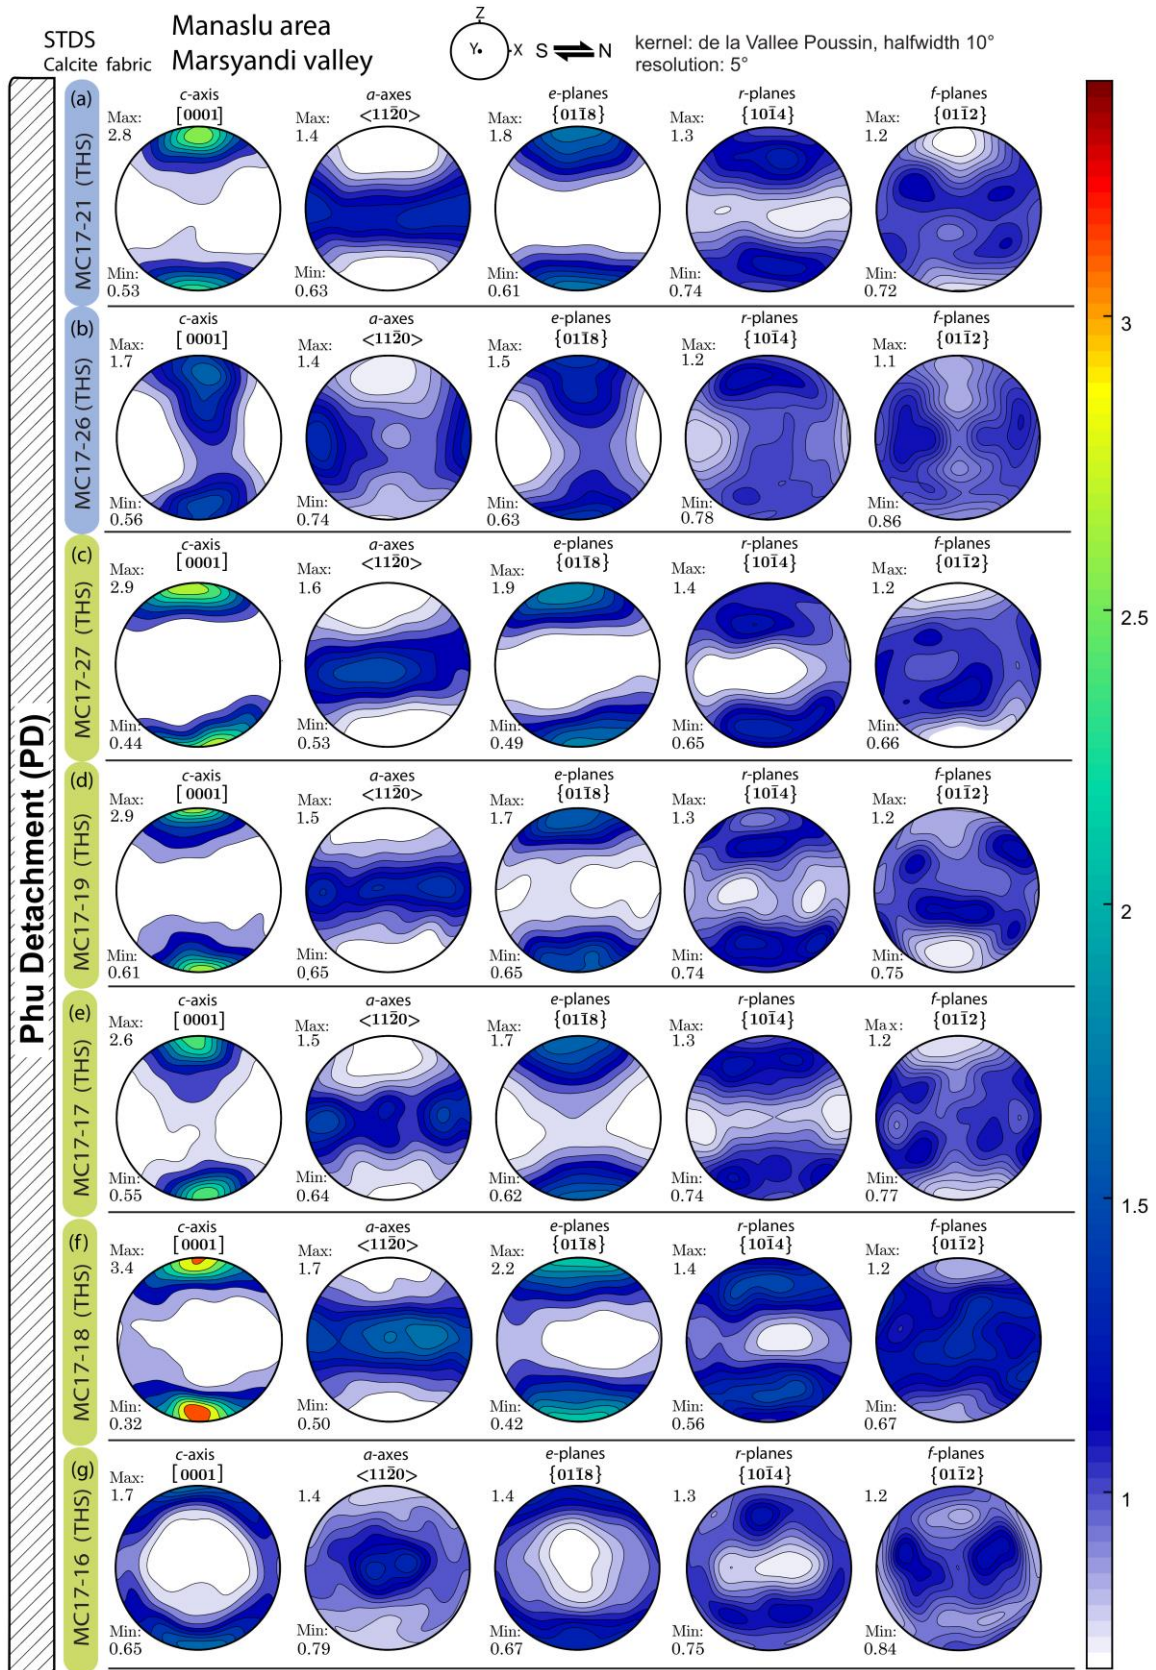 Manaslu area
Marsyandi valley
STDS
Calcite fabric
Z
Y
X
S N
kernel: de la Vallee Poussin, halfwidth 10°
resolution: 5°
Phu Detachment (PD)
3
2.5
2
1.5
1
(a)
MC17-21 (THS)
c-axis
[0001]
Max:
2.8
Min:
0.53
a-axes
<112̄0>
Max:
1.4
Min:
0.63
e-planes
{011̄8}
Max:
1.8
Min:
0.61
r-planes
{101̄4}
Max:
1.3
Min:
0.74
f-planes
{011̄2}
Max:
1.2
Min:
0.72
(b)
MC17-26 (THS)
c-axis
[0001]
Max:
1.7
Min:
0.56
a-axes
<112̄0>
Max:
1.4
Min:
0.74
e-planes
{011̄8}
Max:
1.5
Min:
0.63
r-planes
{101̄4}
Max:
1.2
Min:
0.78
f-planes
{011̄2}
Max:
1.1
Min:
0.86
(c)
MC17-27 (THS)
c-axis
[0001]
Max:
2.9
Min:
0.44
a-axes
<112̄0>
Max:
1.6
Min:
0.53
e-planes
{011̄8}
Max:
1.9
Min:
0.49
r-planes
{101̄4}
Max:
1.4
Min:
0.65
f-planes
{011̄2}
Max:
1.2
Min:
0.66
(d)
MC17-19 (THS)
c-axis
[0001]
Max:
2.9
Min:
0.61
a-axes
<112̄0>
Max:
1.5
Min:
0.65
e-planes
{011̄8}
Max:
1.7
Min:
0.65
r-planes
{101̄4}
Max:
1.3
Min:
0.74
f-planes
{011̄2}
Max:
1.2
Min:
0.75
(e)
MC17-17 (THS)
c-axis
[0001]
Max:
2.6
Min:
0.55
a-axes
<112̄0>
Max:
1.5
Min:
0.64
e-planes
{011̄8}
Max:
1.7
Min:
0.62
r-planes
{101̄4}
Max:
1.3
Min:
0.74
f-planes
{011̄2}
Max:
1.2
Min:
0.77
(f)
MC17-18 (THS)
c-axis
[0001]
Max:
3.4
Min:
0.32
a-axes
<112̄0>
Max:
1.7
Min:
0.50
e-planes
{011̄8}
Max:
2.2
Min:
0.42
r-planes
{101̄4}
Max:
1.4
Min:
0.56
f-planes
{011̄2}
Max:
1.2
Min:
0.67
(g)
MC17-16 (THS)
c-axis
[0001]
Max:
1.7
Min:
0.65
a-axes
<112̄0>
1.4
Min:
0.79
e-planes
{011̄8}
1.4
Min:
0.67
r-planes
{101̄4}
1.3
Min:
0.75
f-planes
{011̄2}
1.2
Min:
0.84